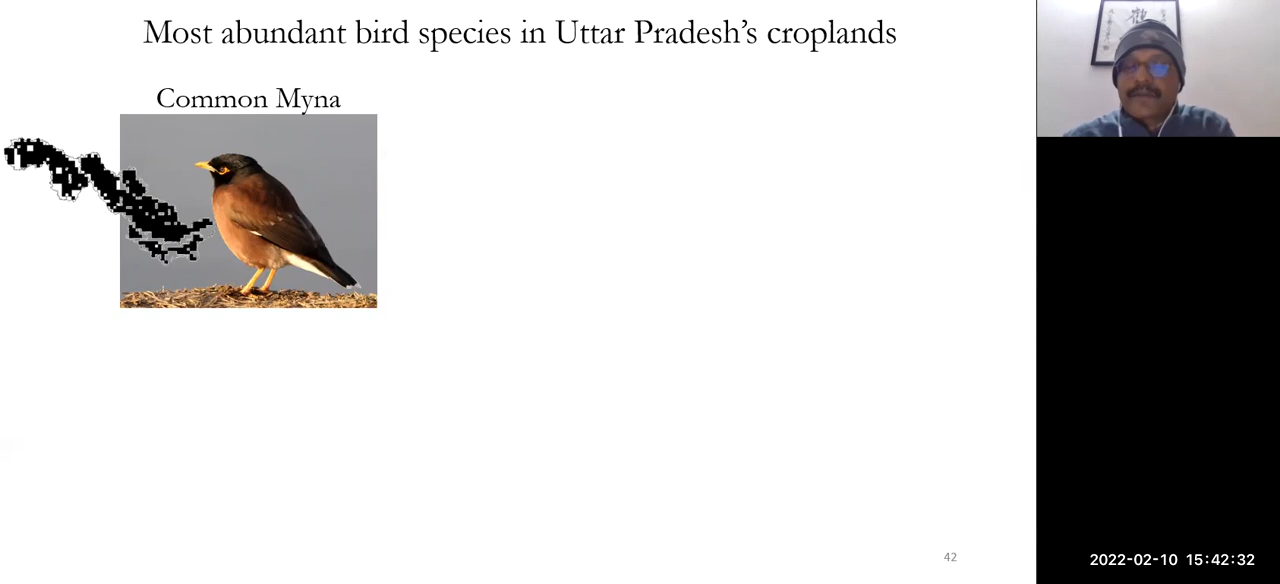 Most abundant bird species in Uttar Pradesh’s croplands
Common Myna
42
2022-02-10 15:42:32